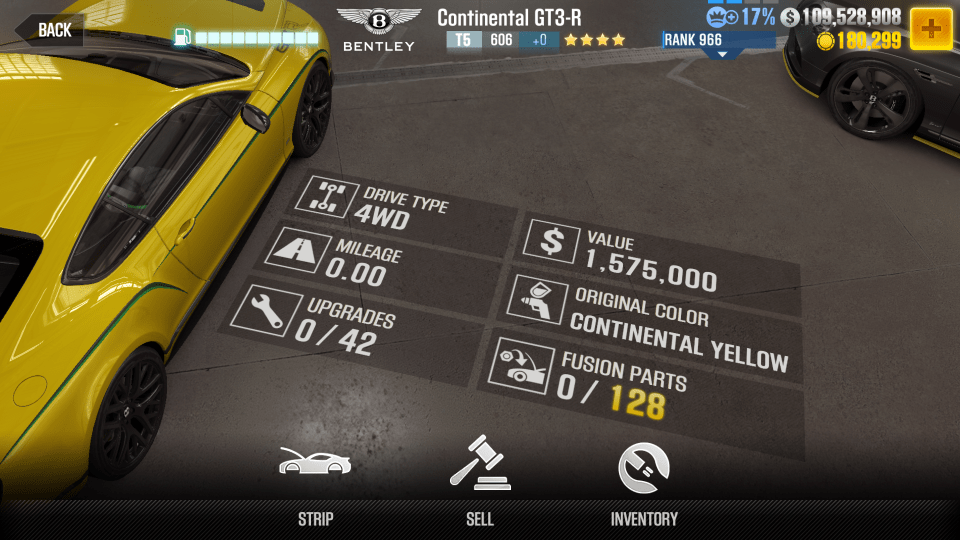 BACK
B
BENTLEY
Continental GT3-R
T5 606 +0
17%
$ 109,528,908
180,299
RANK 966
DRIVE TYPE
4WD
MILEAGE
0.00
UPGRADES
0 / 42
$
VALUE
1,575,000
ORIGINAL COLOR
CONTINENTAL YELLOW
FUSION PARTS
0 / 128
STRIP
SELL
INVENTORY